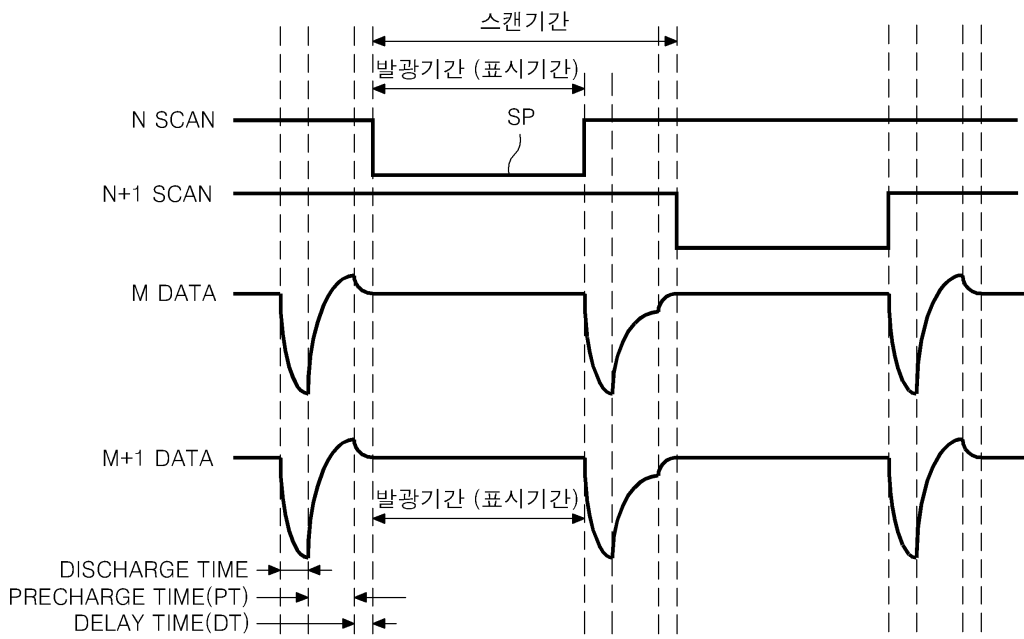 스캔기간
발광기간 (표시기간)
N SCAN
SP
N+1 SCAN
M DATA
M+1 DATA
발광기간 (표시기간)
DISCHARGE TIME
PRECHARGE TIME(PT)
DELAY TIME(DT)